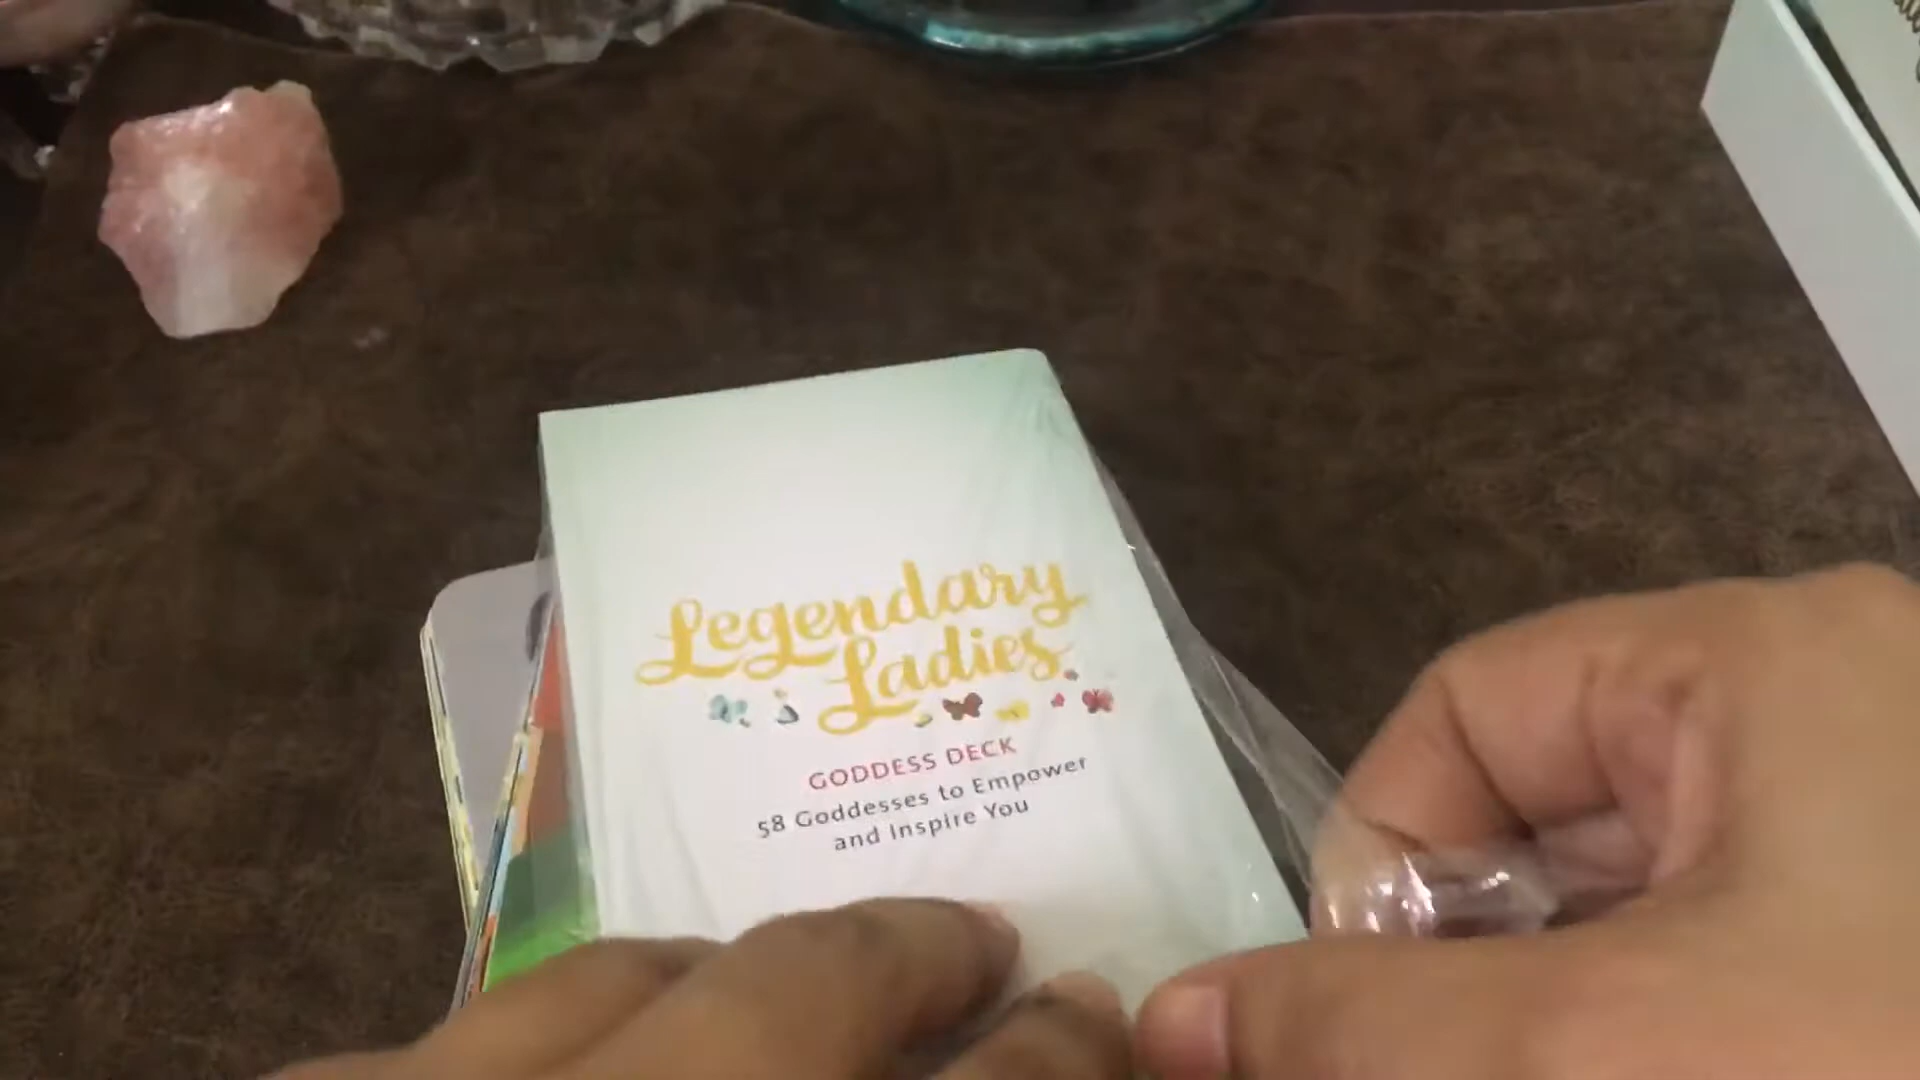 Legendary
Ladies
GODDESS DECK
58 Goddesses to Empower
and Inspire You